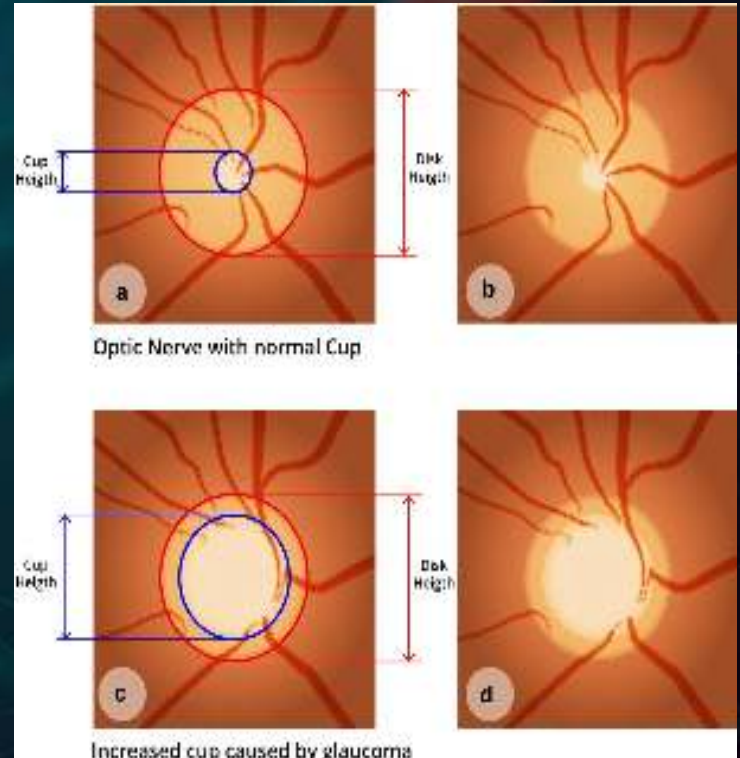 Cup
Heigth
Disk
Heigth
a
b
Optic Nerve with normal Cup
Cup
Heigth
Disk
Heigth
c
d
Increased cup caused by glaucoma